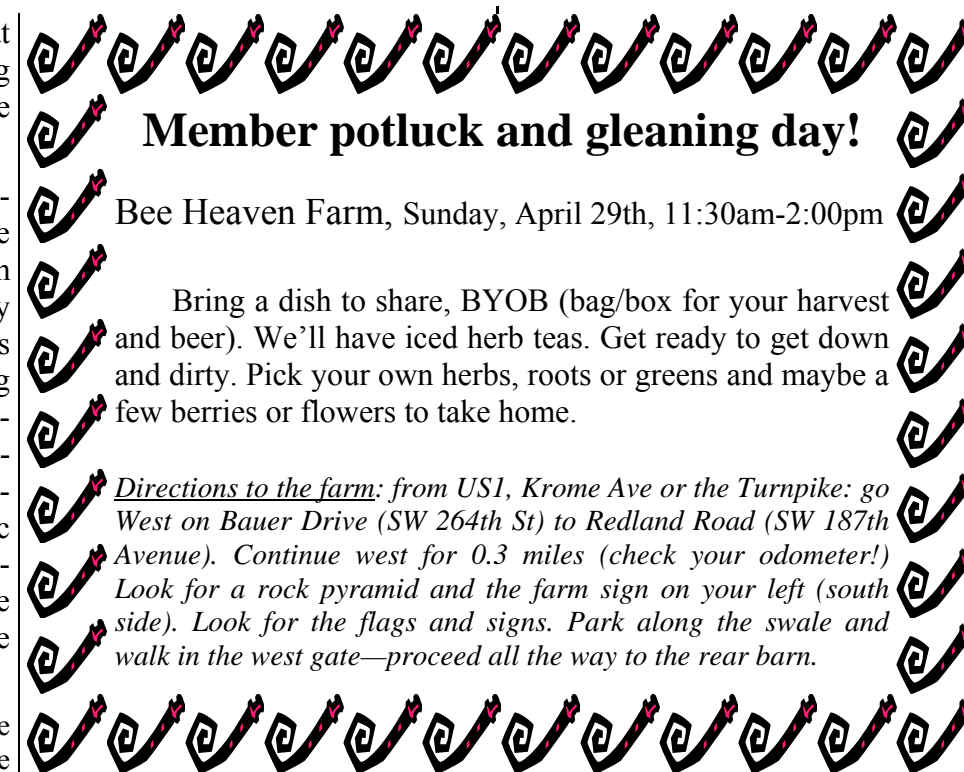 Member potluck and gleaning day!
Bee Heaven Farm, Sunday, April 29th, 11:30am-2:00pm
Bring a dish to share, BYOB (bag/box for your harvest
and beer). We'll have iced herb teas. Get ready to get down
and dirty. Pick your own herbs, roots or greens and maybe a
few berries or flowers to take home.
Directions to the farm: from US1, Krome Ave or the Turnpike: go
West on Bauer Drive (SW 264th St) to Redland Road (SW 187th
Avenue). Continue west for 0.3 miles (check your odometer!)
Look for a rock pyramid and the farm sign on your left (south
side). Look for the flags and signs. Park along the swale and
walk in the west gate—proceed all the way to the rear barn.